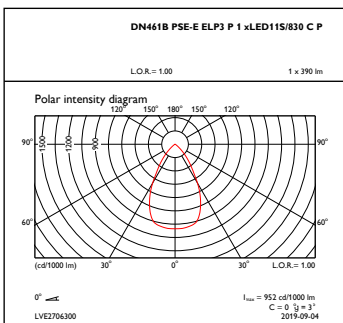 DN461B PSE-E ELP3 P 1 xLED11S/830 C P
L.O.R.= 1.00 1 x 390 lm
Polar intensity diagram
120° 150° 180° 150° 120°
90° 1500 1200 900 90°
60° 60°
(cd/1000 lm) 30° 0° 30° L.O.R.= 1.00
0° Imax = 952 cd/1000 lm
C = 0 °g = 3°
LVE2706300 2019-09-04